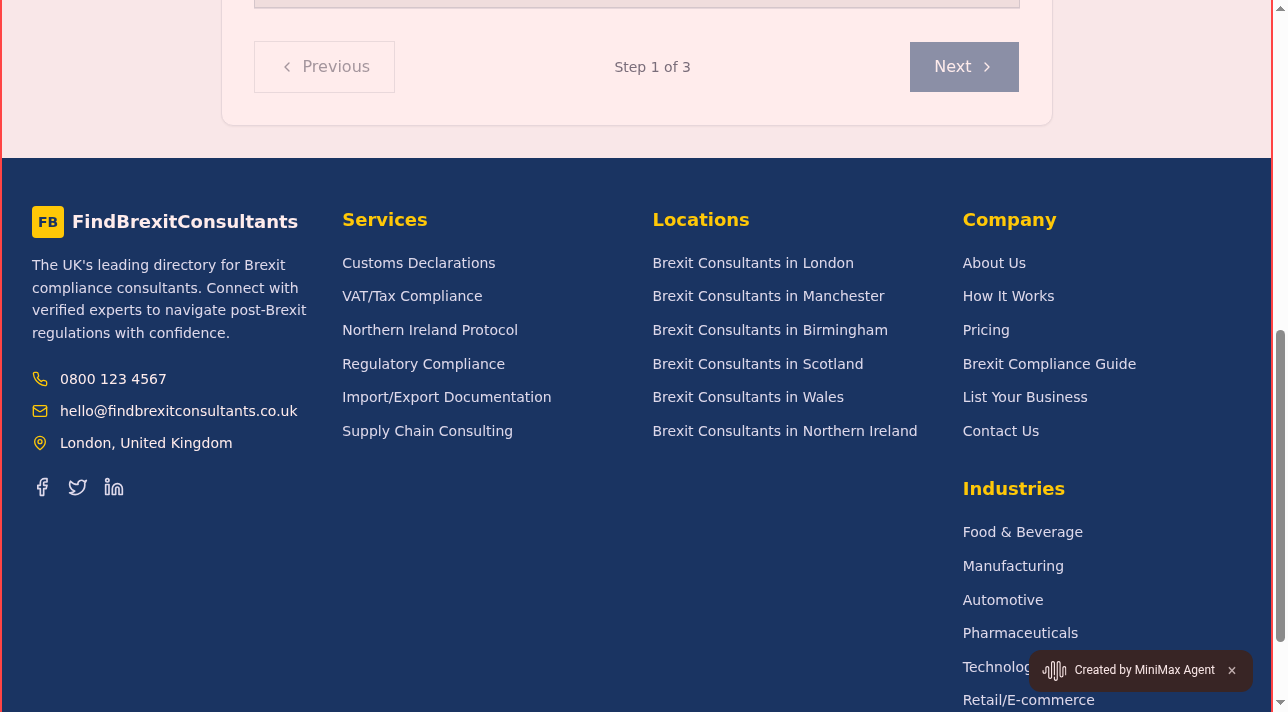 Previous
Step 1 of 3
Next
FB
FindBrexitConsultants
The UK's leading directory for Brexit
compliance consultants. Connect with
verified experts to navigate post-Brexit
regulations with confidence.
0800 123 4567
hello@findbrexitconsultants.co.uk
London, United Kingdom
Services
Customs Declarations
VAT/Tax Compliance
Northern Ireland Protocol
Regulatory Compliance
Import/Export Documentation
Supply Chain Consulting
Locations
Brexit Consultants in London
Brexit Consultants in Manchester
Brexit Consultants in Birmingham
Brexit Consultants in Scotland
Brexit Consultants in Wales
Brexit Consultants in Northern Ireland
Company
About Us
How It Works
Pricing
Brexit Compliance Guide
List Your Business
Contact Us
Industries
Food & Beverage
Manufacturing
Automotive
Pharmaceuticals
Retail/E-commerce
Created by MiniMax Agent